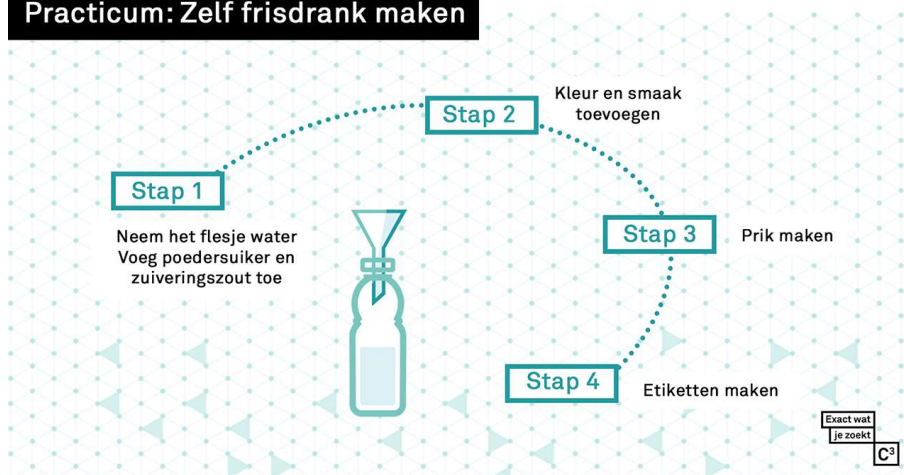 Practicum: Zelf frisdrank maken
Stap 1
Neem het flesje water
Voeg poedersuiker en
zuiveringszout toe
Stap 2
Kleur en smaak
toevoegen
Stap 3
Prik maken
Stap 4
Etiketten maken
Exact wat
je zoekt
C³